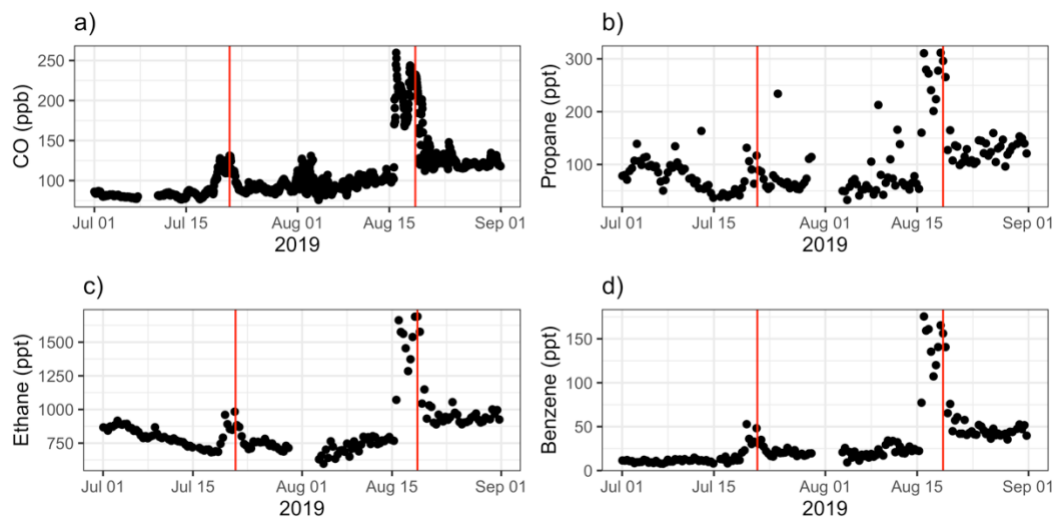 a)
CO (ppb)
250
200
150
100
Jul 01 Jul 15 Aug 01 Aug 15 Sep 01
2019
b)
Propane (ppt)
300
200
100
Jul 01 Jul 15 Aug 01 Aug 15 Sep 01
2019
c)
Ethane (ppt)
1500
1250
1000
750
Jul 01 Jul 15 Aug 01 Aug 15 Sep 01
2019
d)
Benzene (ppt)
150
100
50
0
Jul 01 Jul 15 Aug 01 Aug 15 Sep 01
2019